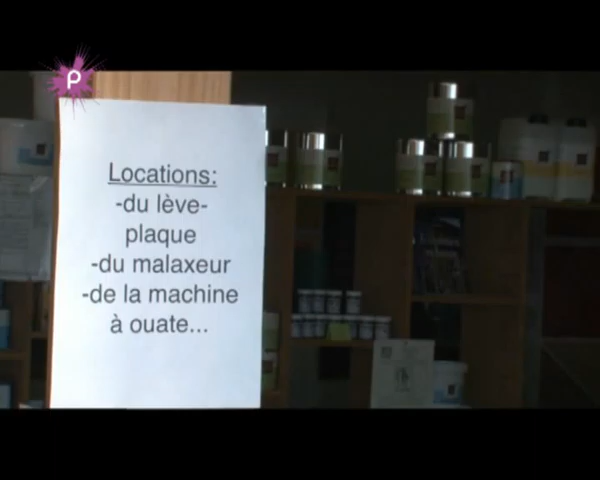 P
Locations:
-du lève-
plaque
-du malaxeur
-de la machine
à ouate...